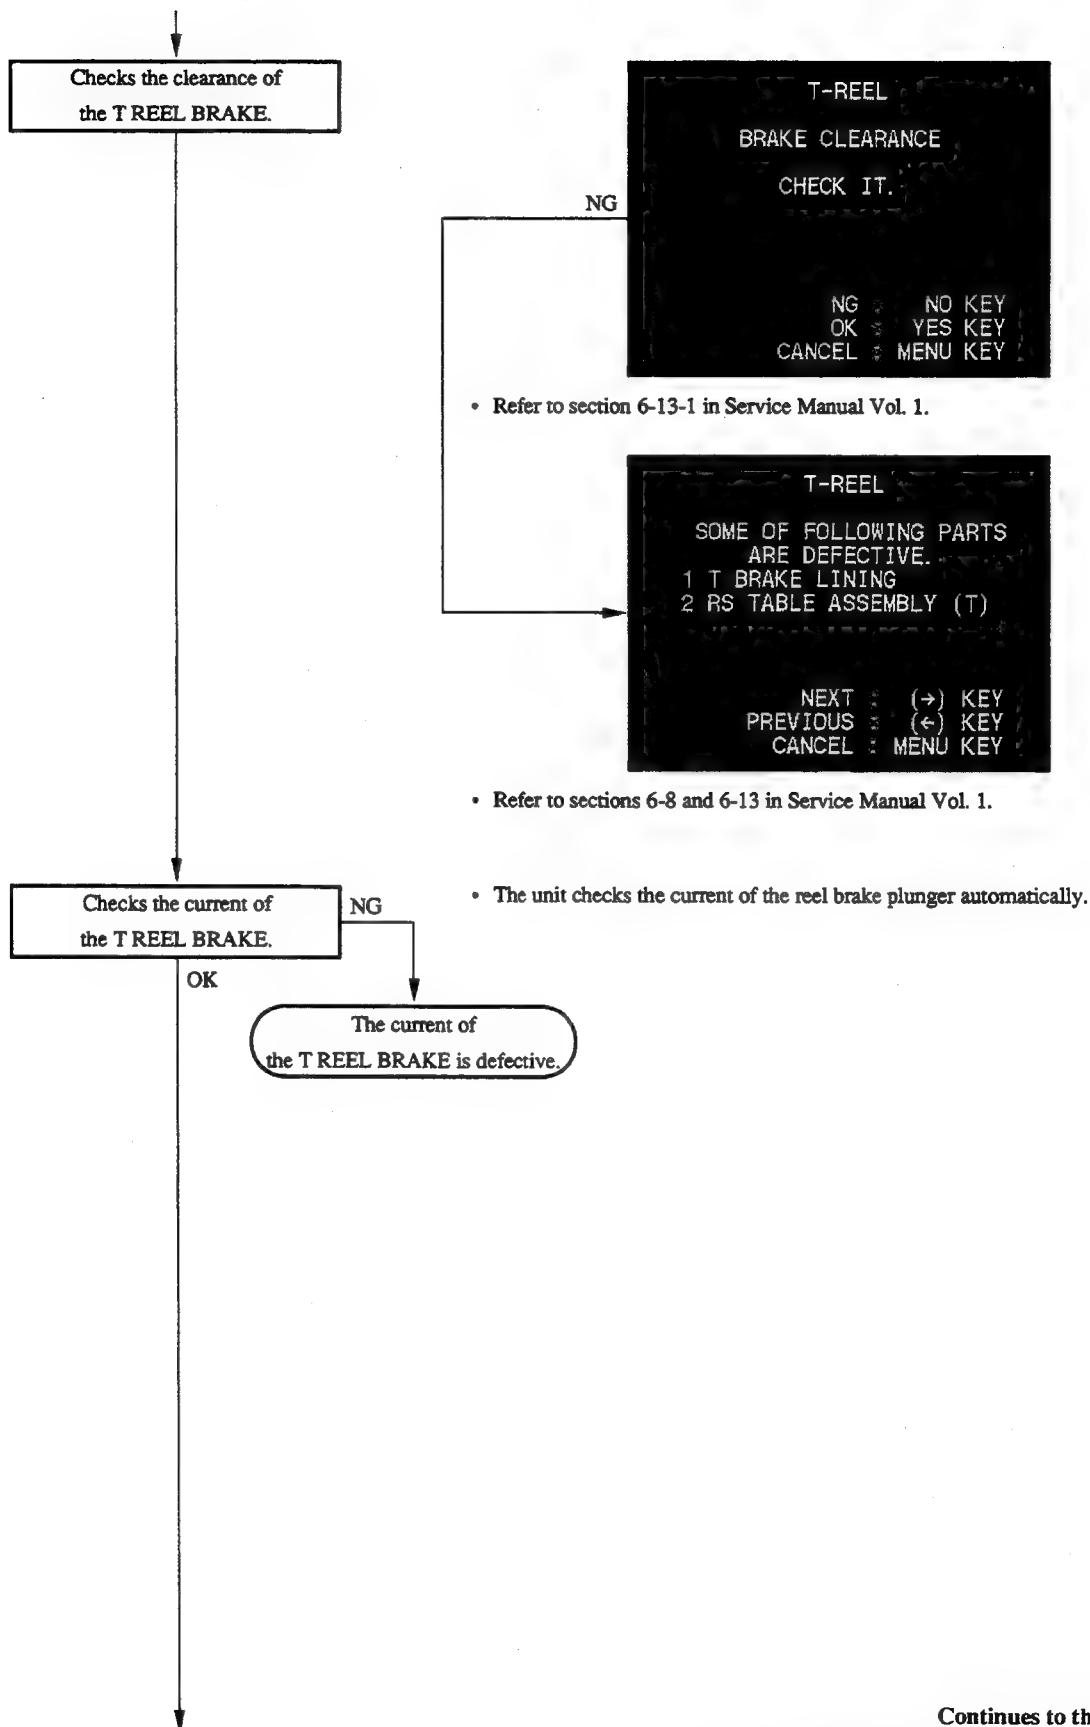 Checks the clearance of
the T REEL BRAKE.
T-REEL
BRAKE CLEARANCE
CHECK IT.
NG
NG : NO KEY
OK : YES KEY
CANCEL : MENU KEY
• Refer to section 6-13-1 in Service Manual Vol. 1.
T-REEL
SOME OF FOLLOWING PARTS
ARE DEFECTIVE.
1 T BRAKE LINING
2 RS TABLE ASSEMBLY (T)
NEXT : (→) KEY
PREVIOUS : (←) KEY
CANCEL : MENU KEY
• Refer to sections 6-8 and 6-13 in Service Manual Vol. 1.
Checks the current of
the T REEL BRAKE.
NG
• The unit checks the current of the reel brake plunger automatically.
OK
The current of
the T REEL BRAKE is defective.
Continues to